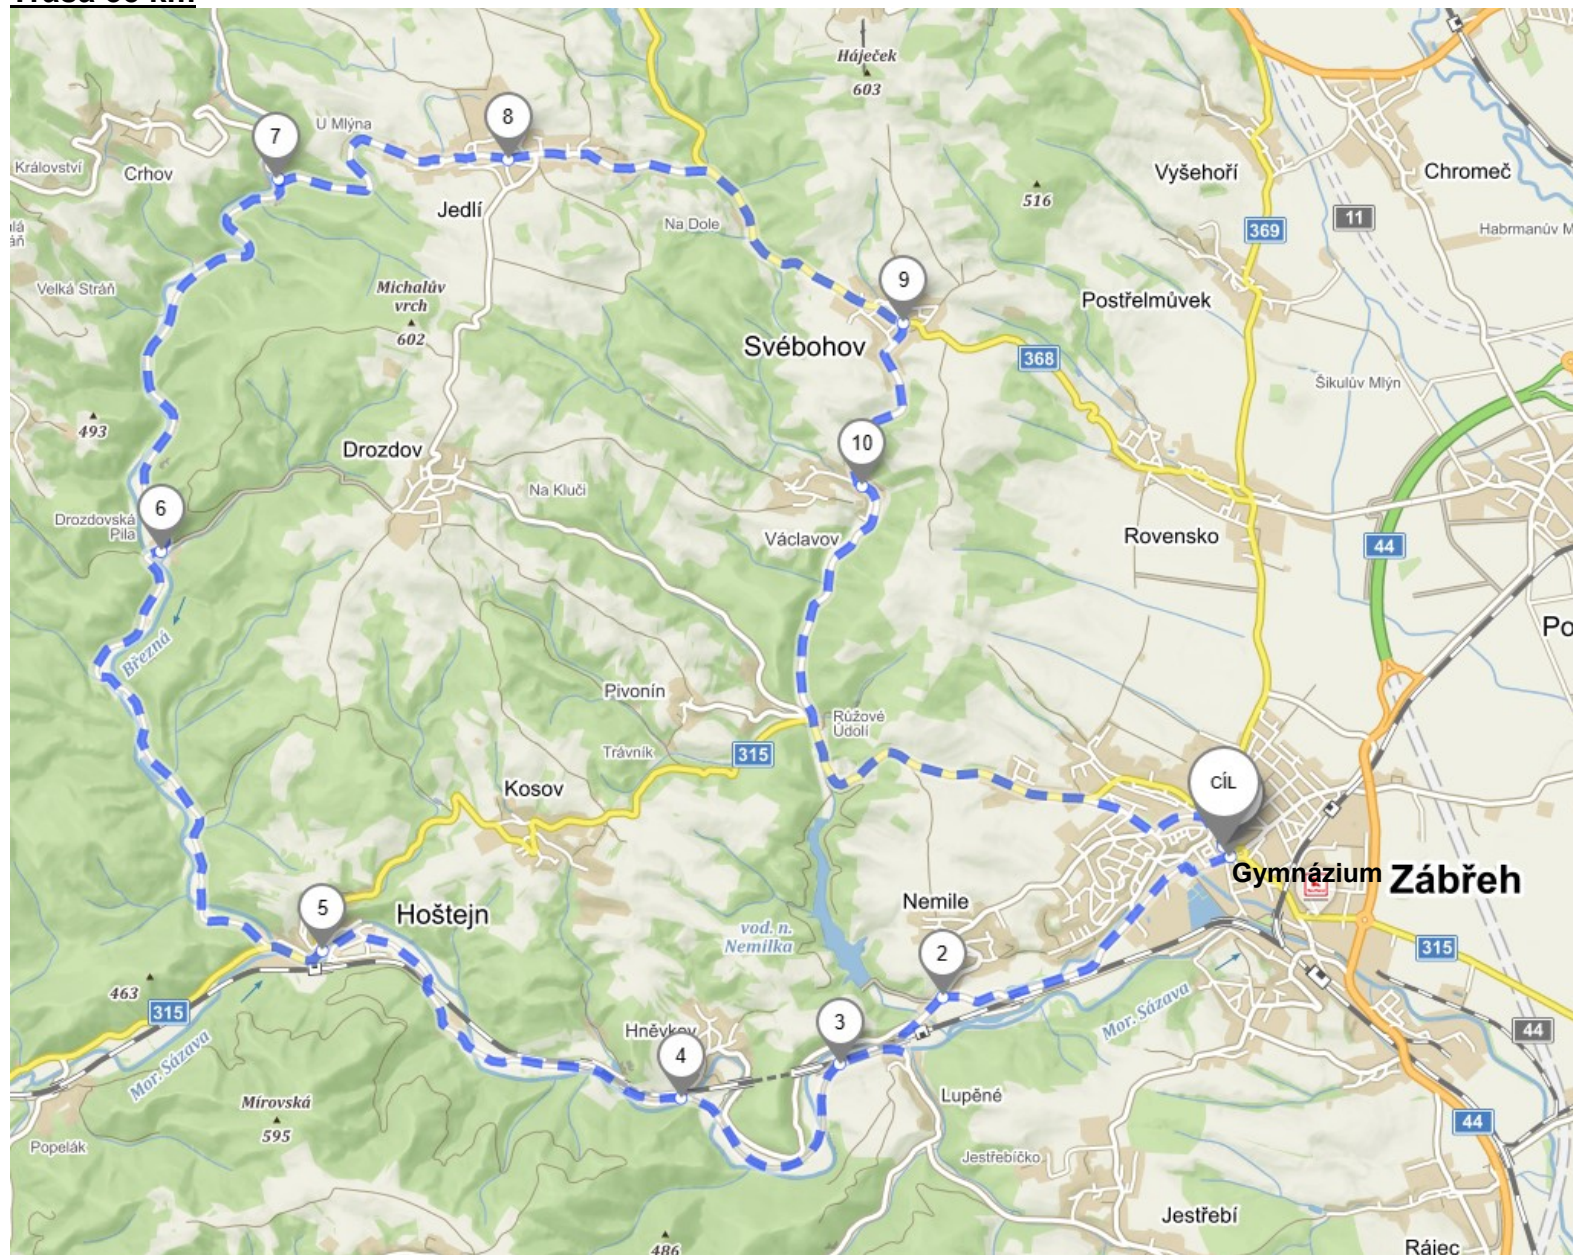 Háječek
603
7
U Mlýna
8
Království
Crhov
Jedlí
Vyšehoří
Chromeč
516
11
369
Na Dole
Habrmanův M
Velká Stráň
Michalův
vrch
602
9
Postřelmůvek
Svébohov
368
Šikulův Mlýn
493
Drozdov
10
Na Kluči
6
Drozdovská
Pila
Václavov
Rovensko
44
Březná
Po
Pivonín
Růžové
Údolí
Trávník
315
Kosov
CÍL
Gymnázium
Zábřeh
5
Hoštejn
Nemile
vod. n.
Nemilka
2
315
463
315
Mor. Sázava
Mor. Sázava
Hněvkov
3
4
44
Mírovská
595
Lupěné
Popelák
Jestřebíčko
44
Jestřebí
486
Rájec